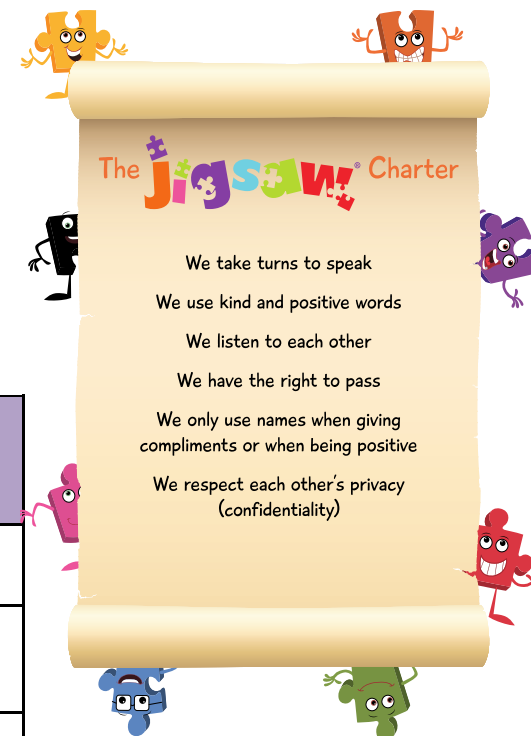 The Jigsaw® Charter
We take turns to speak
We use kind and positive words
We listen to each other
We have the right to pass
We only use names when giving
compliments or when being positive
We respect each other's privacy
(confidentiality)